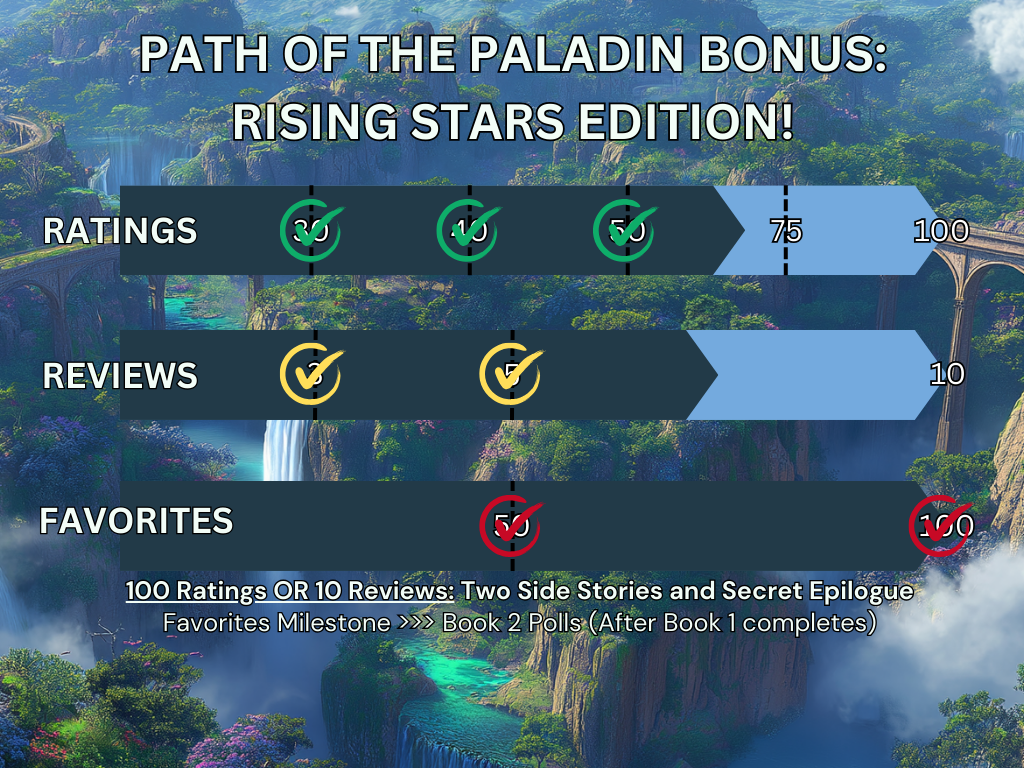 PATH OF THE PALADIN BONUS:
RISING STARS EDITION!
RATINGS 30 40 50 75 100
REVIEWS 3 5 10
FAVORITES 50 100
100 Ratings OR 10 Reviews: Two Side Stories and Secret Epilogue
Favorites Milestone >>> Book 2 Polls (After Book 1 completes)